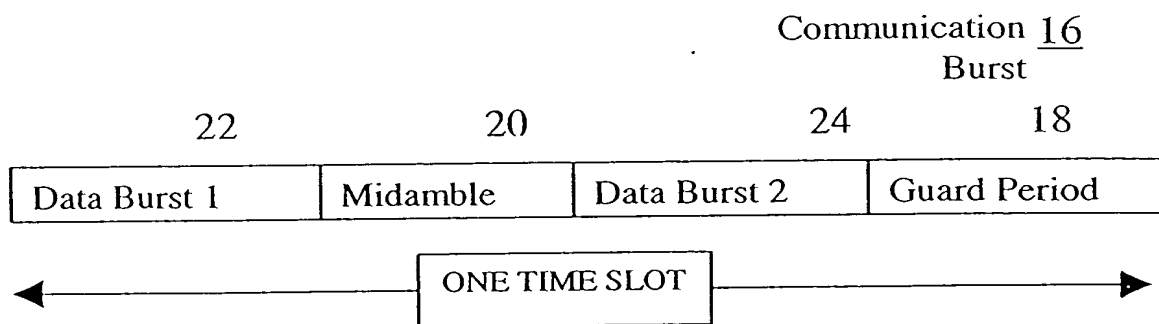 Communication 16
Burst
22 20 24 18
Data Burst 1 Midamble Data Burst 2 Guard Period
ONE TIME SLOT